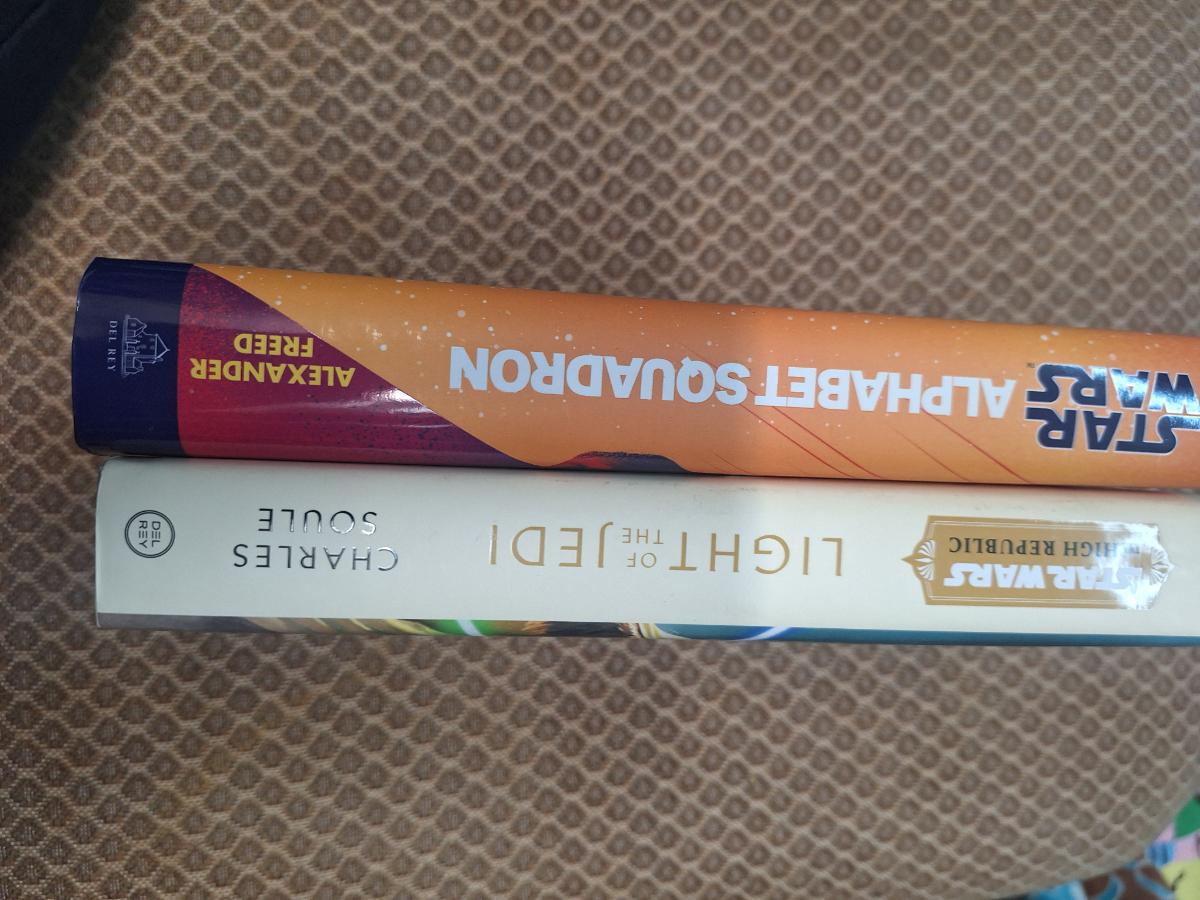 STAR
WARS
ALPHABET SQUADRON
ALEXANDER
FREED
DEL REY
STAR WARS
THE HIGH REPUBLIC
LIGHT OF THE JEDI
CHARLES
SOULE
DEL
REY